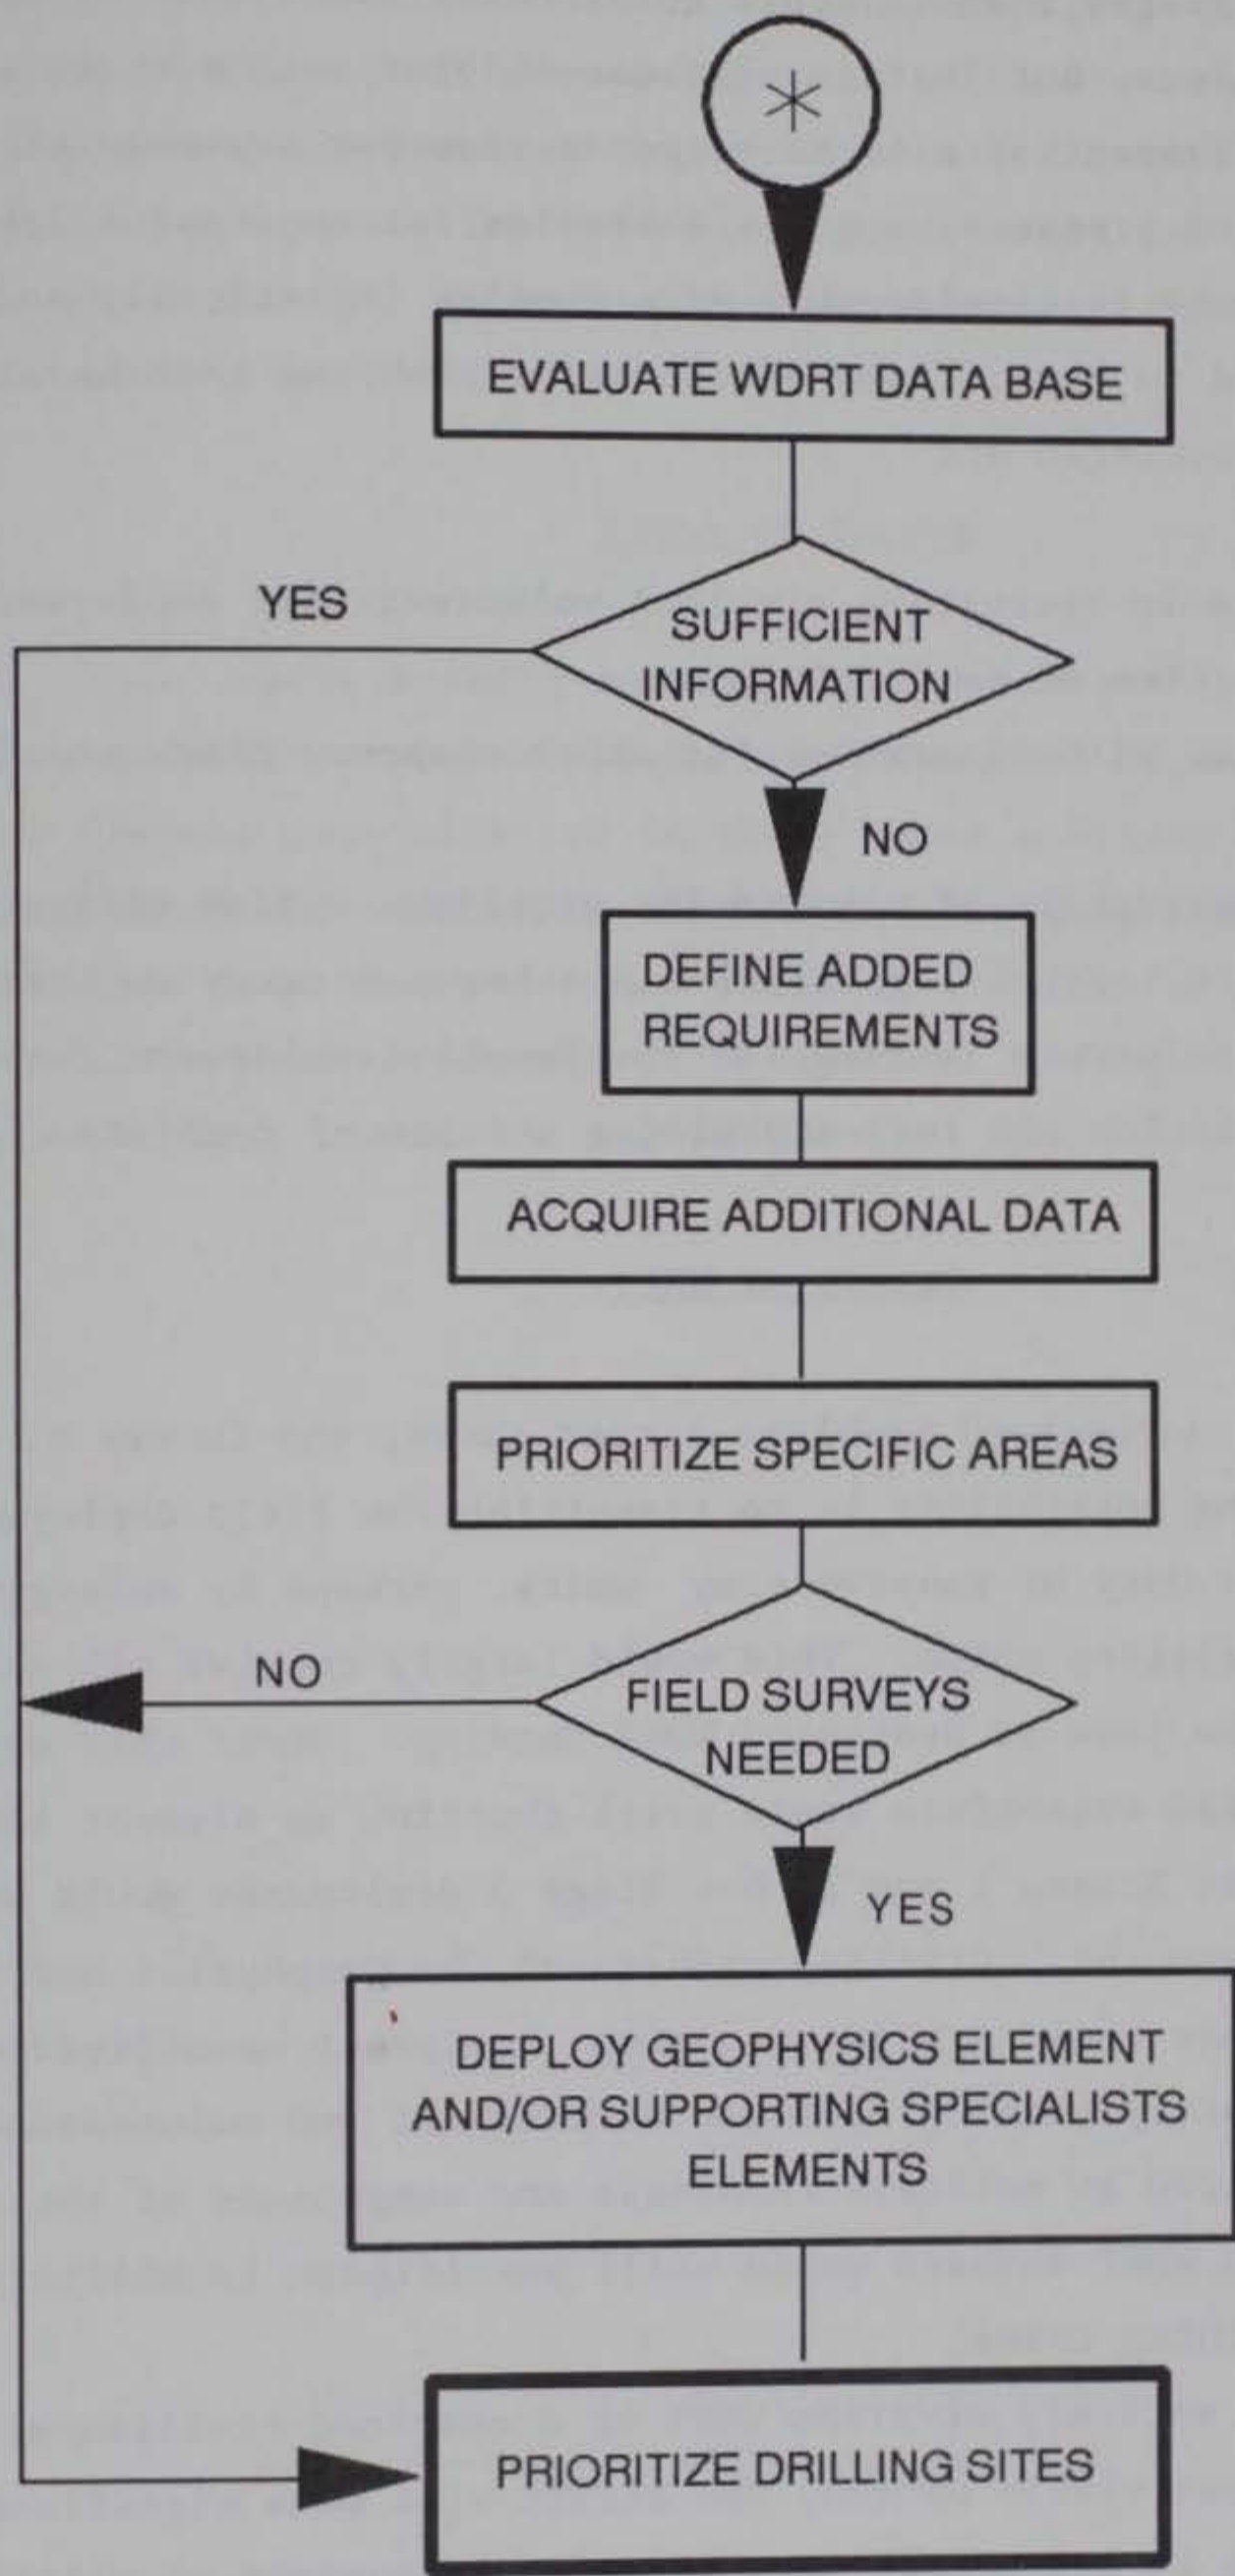 *
EVALUATE WDRT DATA BASE
YES
SUFFICIENT
INFORMATION
NO
DEFINE ADDED
REQUIREMENTS
ACQUIRE ADDITIONAL DATA
PRIORITIZE SPECIFIC AREAS
NO
FIELD SURVEYS
NEEDED
YES
DEPLOY GEOPHYSICS ELEMENT
AND/OR SUPPORTING SPECIALISTS
ELEMENTS
PRIORITIZE DRILLING SITES